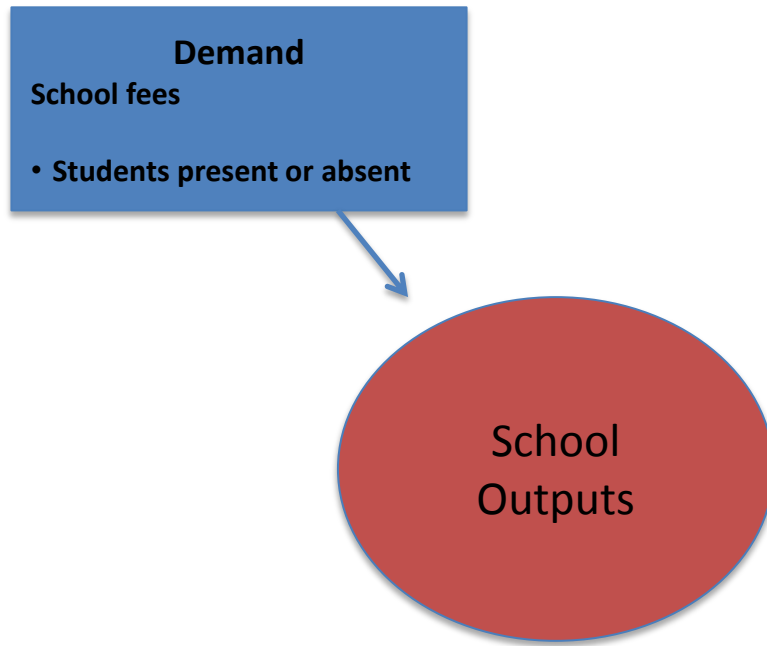 Demand
School fees
• Students present or absent
School
Outputs